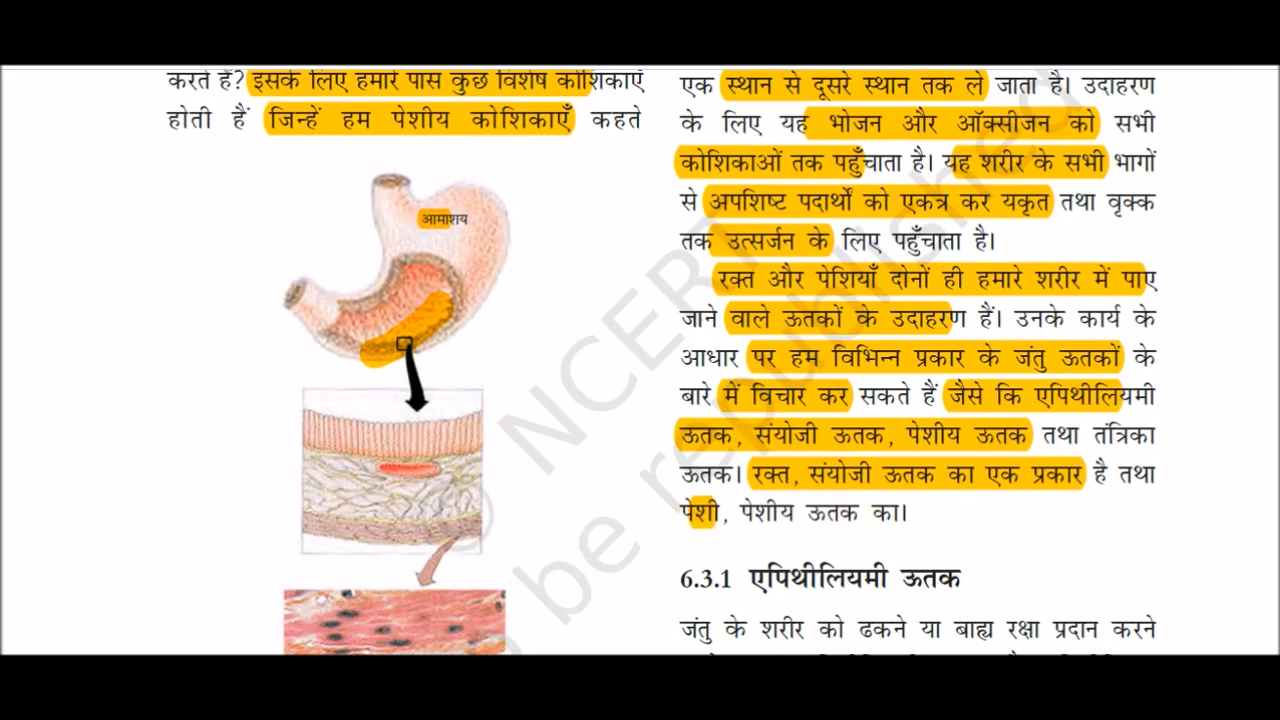 करते हैं? इसके लिए हमारे पास कुछ विशेष कोशिकाएँ
होती हैं जिन्हें हम पेशीय कोशिकाएँ कहते
आमाशय
एक स्थान से दूसरे स्थान तक ले जाता है। उदाहरण
के लिए यह भोजन और ऑक्सीजन को सभी
कोशिकाओं तक पहुँचाता है। यह शरीर के सभी भागों
से अपशिष्ट पदार्थों को एकत्र कर यकृत तथा वृक्क
तक उत्सर्जन के लिए पहुँचाता है।
रक्त और पेशियाँ दोनों ही हमारे शरीर में पाए
जाने वाले ऊतकों के उदाहरण हैं। उनके कार्य के
आधार पर हम विभिन्न प्रकार के जंतु ऊतकों के
बारे में विचार कर सकते हैं जैसे कि एपिथीलियमी
ऊतक, संयोजी ऊतक, पेशीय ऊतक तथा तंत्रिका
ऊतक। रक्त, संयोजी ऊतक का एक प्रकार है तथा
पेशी, पेशीय ऊतक का।
6.3.1 एपिथीलियमी ऊतक
जंतु के शरीर को ढकने या बाह्य रक्षा प्रदान करने
© NCERT
be republished